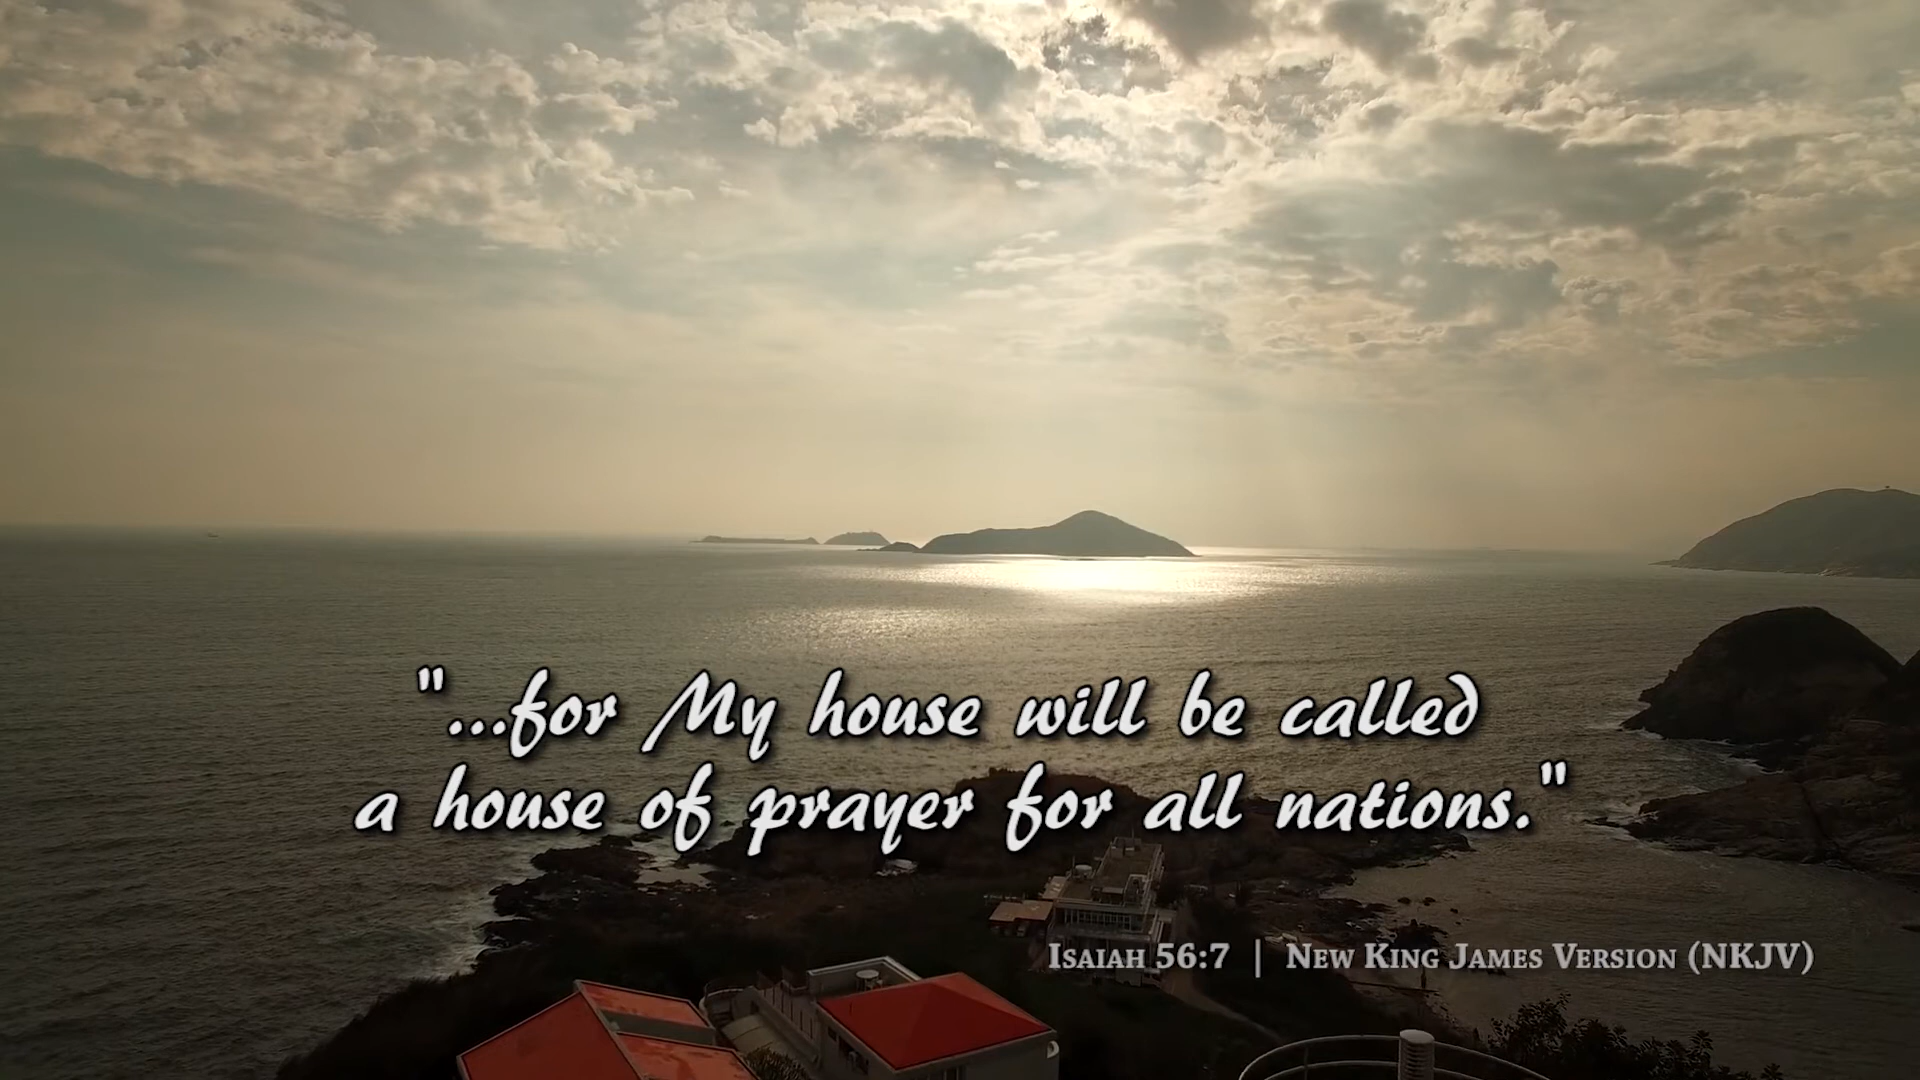 "...for My house will be called
a house of prayer for all nations."
Isaiah 56:7 | New King James Version (NKJV)